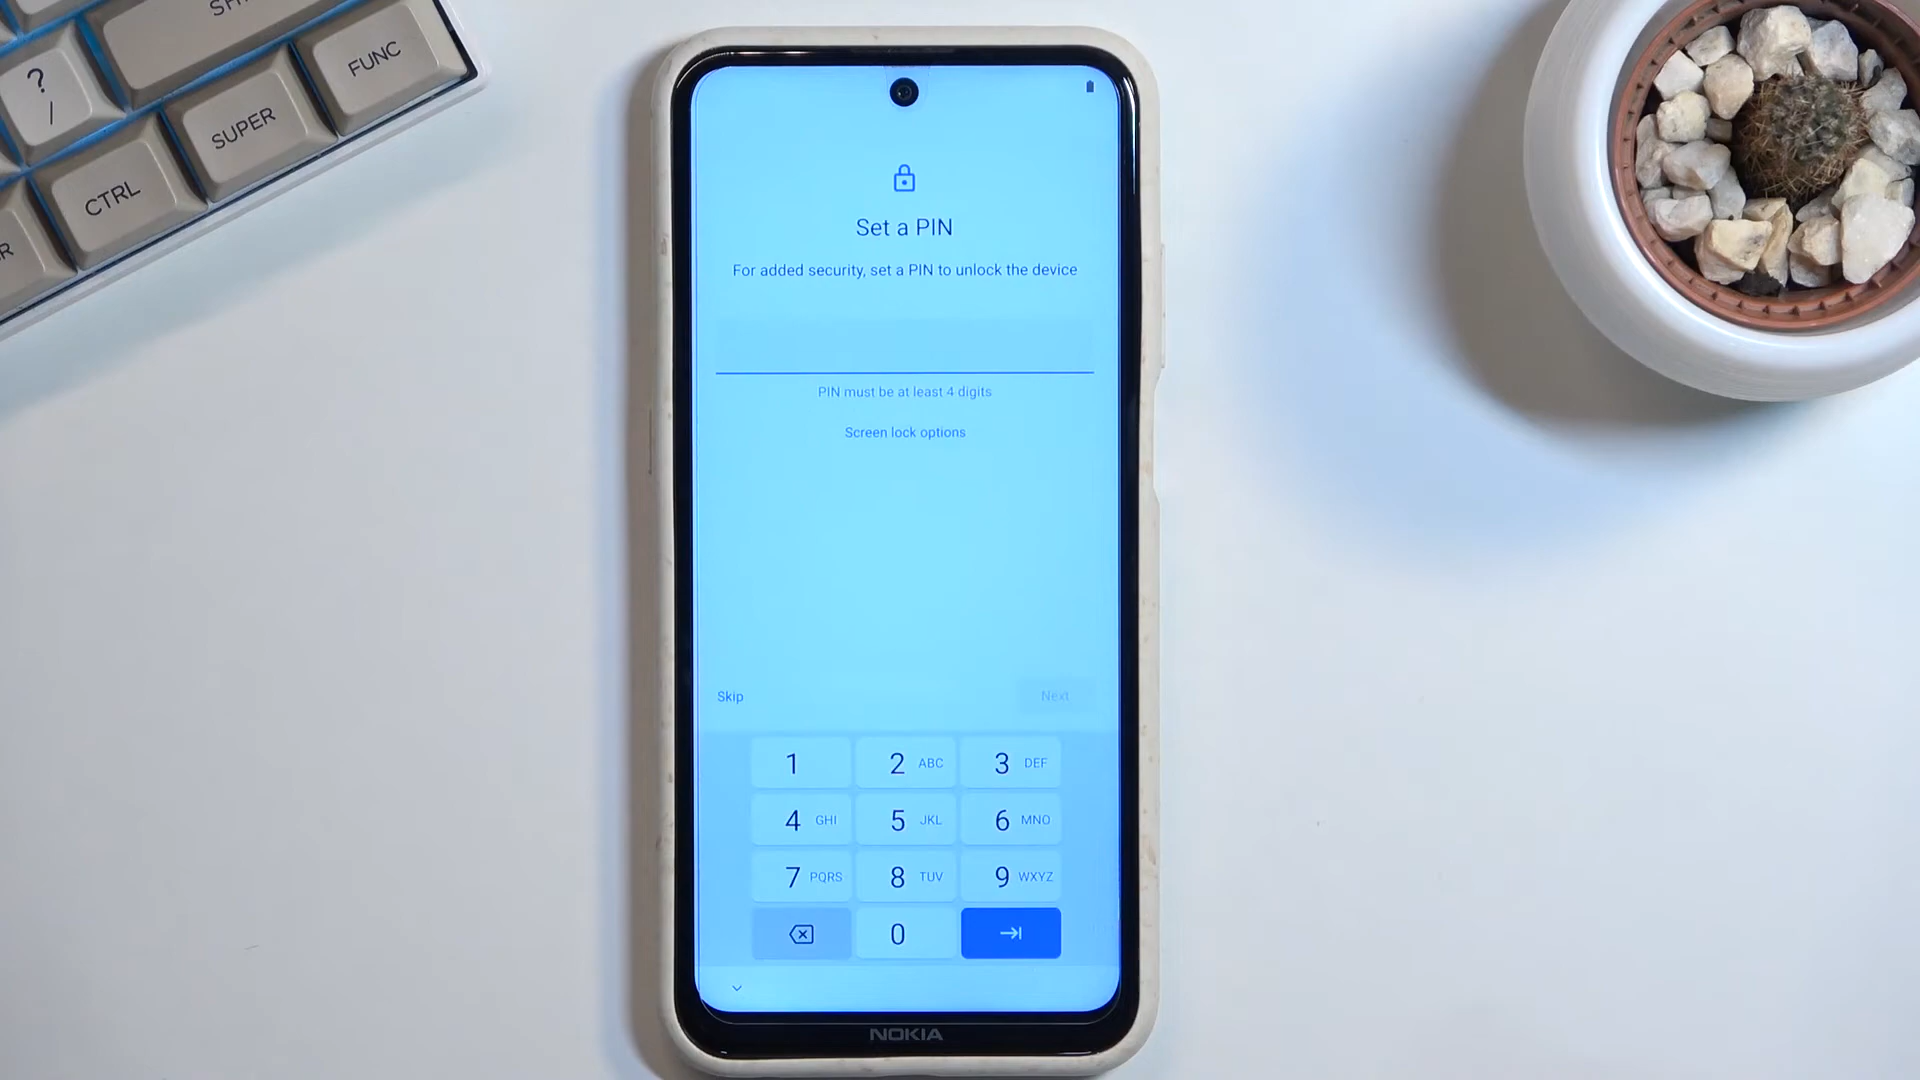 ?
/
FUNC
SUPER
CTRL
Set a PIN
For added security, set a PIN to unlock the device
PIN must be at least 4 digits
Screen lock options
Skip
Next
1
2 ABC
3 DEF
4 GHI
5 JKL
6 MNO
7 PQRS
8 TUV
9 WXYZ
0
NOKIA